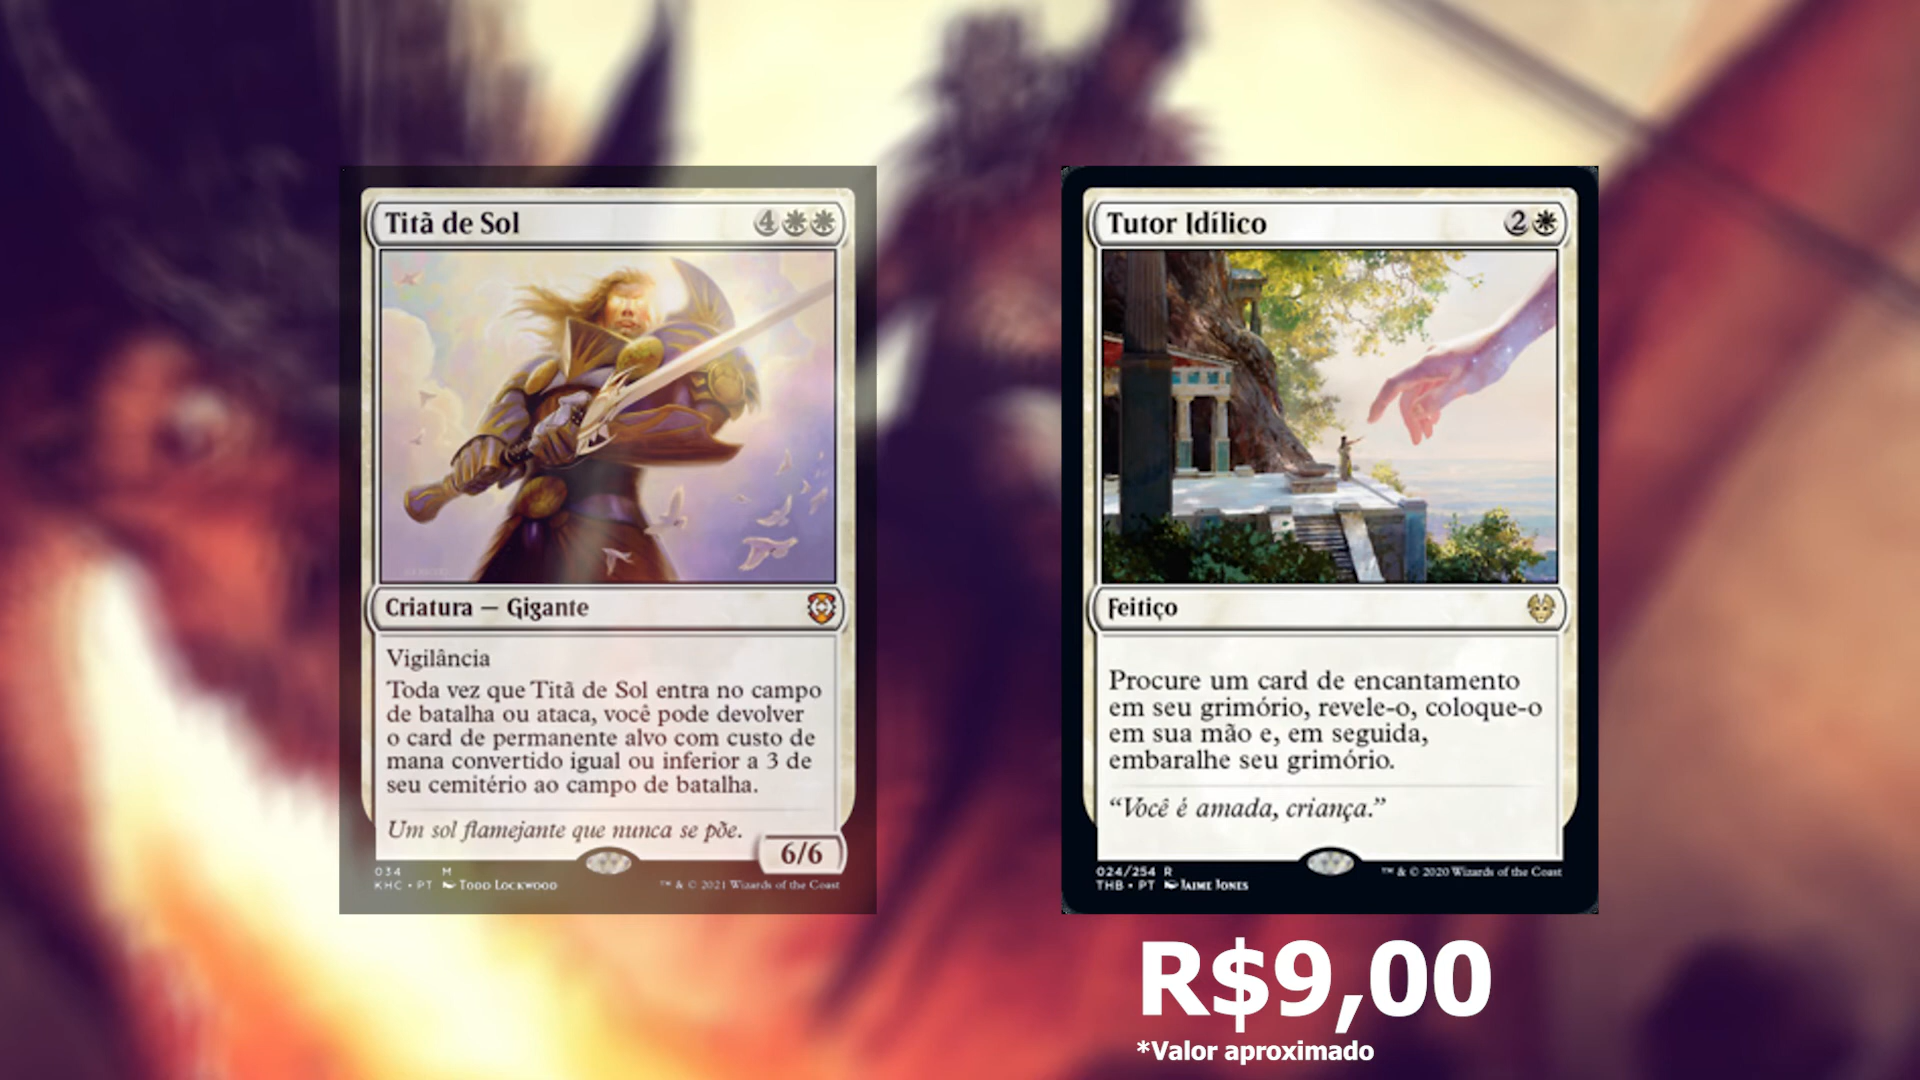 Titã de Sol
4
Criatura — Gigante
Vigilância
Toda vez que Titã de Sol entra no campo
de batalha ou ataca, você pode devolver
o card de permanente alvo com custo de
mana convertido igual ou inferior a 3 de
seu cemitério ao campo de batalha.
Um sol flamejante que nunca se põe.
6/6
034 M
KHC • PT Todd Lockwood
™ & © 2021 Wizards of the Coast
Tutor Idílico
2
Feitiço
Procure um card de encantamento
em seu grimório, revele-o, coloque-o
em sua mão e, em seguida,
embaralhe seu grimório.
“Você é amada, criança.”
024/254 R
THB • PT Jaime Jones
™ & © 2020 Wizards of the Coast
R$9,00
*Valor aproximado